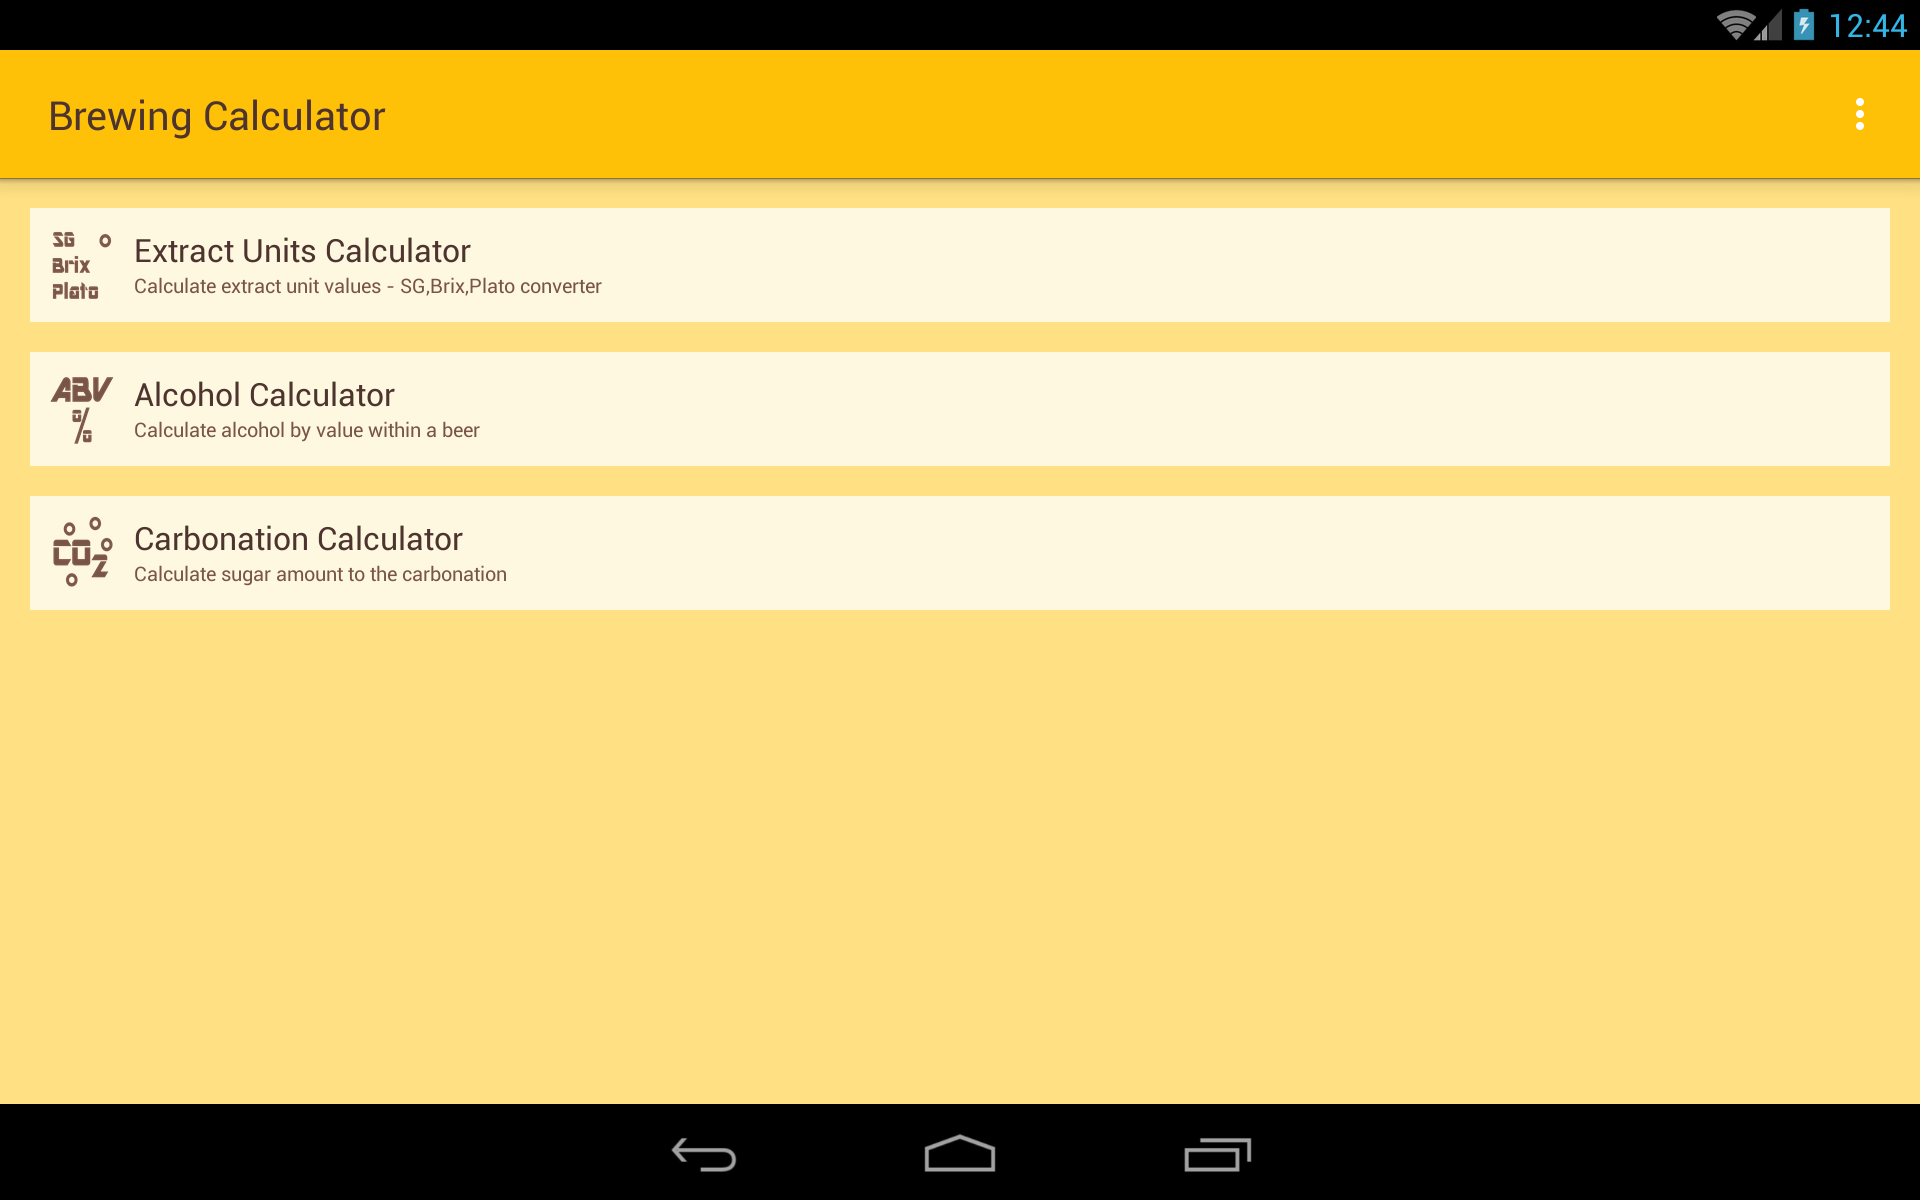 12:44
Brewing Calculator
SG
Brix
Plato
Extract Units Calculator
Calculate extract unit values - SG,Brix,Plato converter
ABV
%
Alcohol Calculator
Calculate alcohol by value within a beer
CO2
Carbonation Calculator
Calculate sugar amount to the carbonation